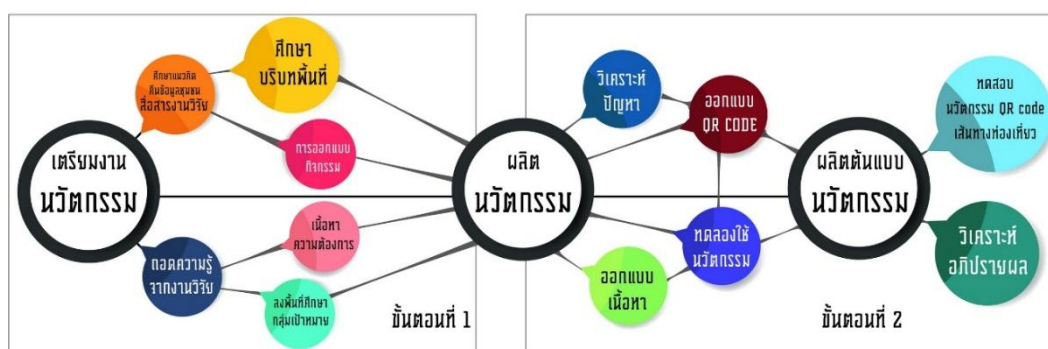 เตรียมงาน
นวัตกรรม
ศึกษาแนวคิด
คืนข้อมูลชุมชน
สื่อสารงานวิจัย
ศึกษา
บริบทพื้นที่
การออกแบบ
กิจกรรม
เนื้อหา
ความต้องการ
ถอดความรู้
จากงานวิจัย
ลงพื้นที่ศึกษา
กลุ่มเป้าหมาย
ขั้นตอนที่ 1
ผลิต
นวัตกรรม
วิเคราะห์
ปัญหา
ออกแบบ
QR CODE
ทดลองใช้
นวัตกรรม
ออกแบบ
เนื้อหา
ผลิตต้นแบบ
นวัตกรรม
ทดสอบ
นวัตกรรม QR code
เส้นทางท่องเที่ยว
วิเคราะห์
อภิปรายผล
ขั้นตอนที่ 2